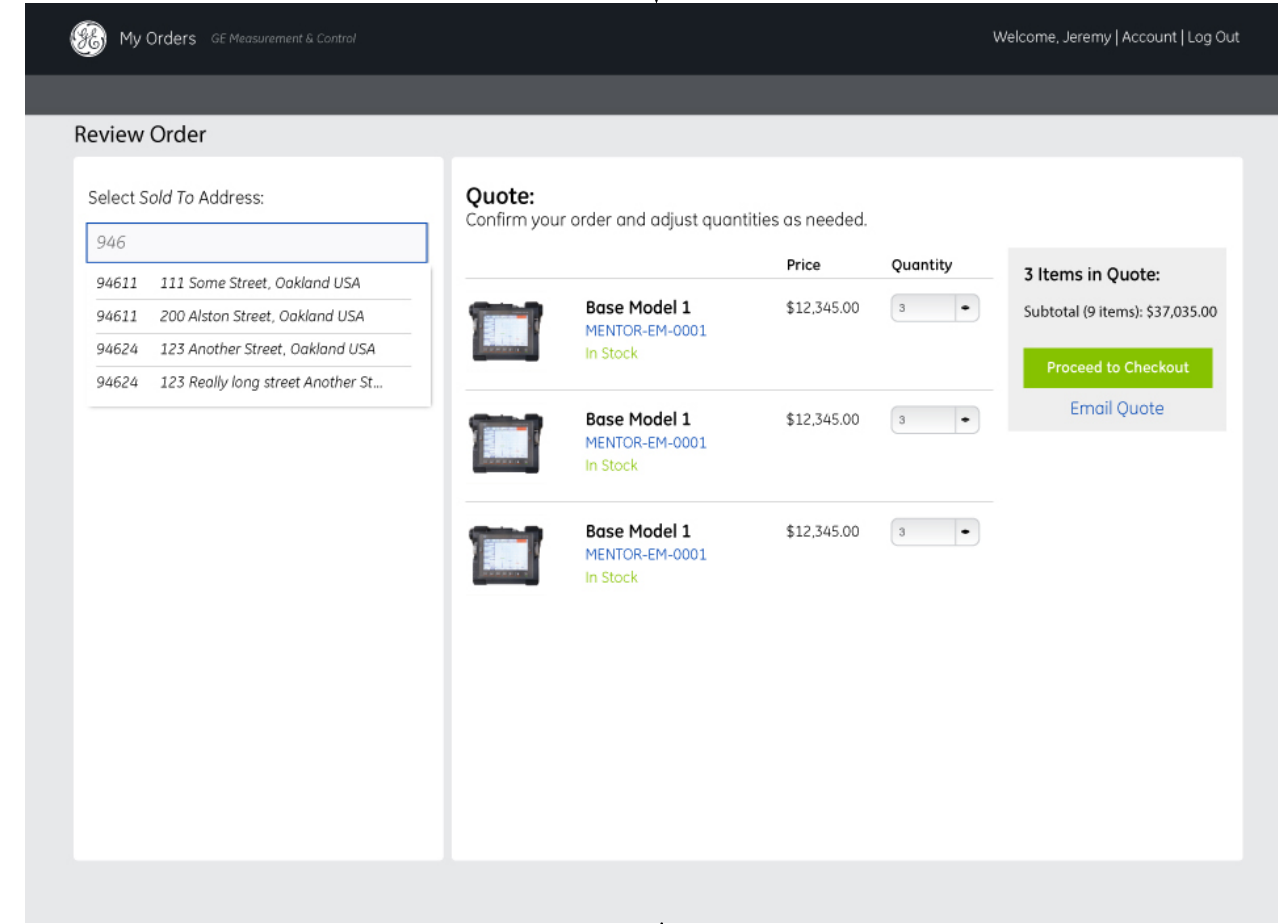 GE My Orders GE Measurement & Control
Welcome, Jeremy | Account | Log Out
Review Order
Select Sold To Address:
946
94611 111 Some Street, Oakland USA
94611 200 Alston Street, Oakland USA
94624 123 Another Street, Oakland USA
94624 123 Really long street Another St...
Quote:
Confirm your order and adjust quantities as needed.
Price Quantity
Base Model 1 $12,345.00 3
MENTOR-EM-0001
In Stock
Base Model 1 $12,345.00 3
MENTOR-EM-0001
In Stock
Base Model 1 $12,345.00 3
MENTOR-EM-0001
In Stock
3 Items in Quote:
Subtotal (9 items): $37,035.00
Proceed to Checkout
Email Quote